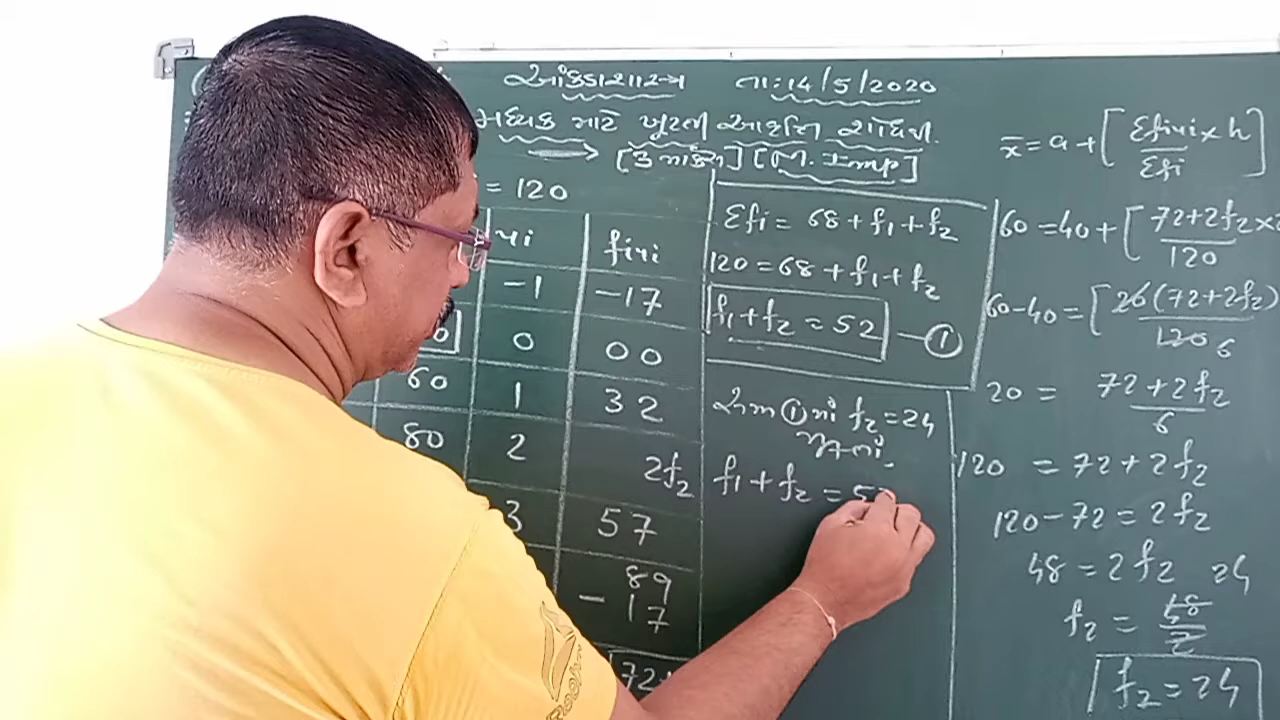 આંકડાશાસ્ત્ર તા:14/5/2020
મધ્યક માટે ખૂટતી આવૃત્તિ શોધવી.
[3 માર્ક્સ] [M. Imp]
= 120
ui fiui
-1 -17
0 0 00
60 1 32
80 2 2f₂
3 57
89
- 17
72
Σfi = 68 + f₁ + f₂
120 = 68 + f₁ + f₂
f₁ + f₂ = 52 — ①
સમી ①માં f₂ = 24
મૂકતાં.
f₁ + f₂ = 52
x̄ = a + [Σfiui × h / Σfi]
60 = 40 + [72 + 2f₂ × / 120
60 - 40 = [20 (72 + 2f₂) / 120 6
20 = 72 + 2f₂ / 6
120 = 72 + 2f₂
120 - 72 = 2f₂
48 = 2f₂ 24
f₂ = 48 / 2
f₂ = 24
Roof